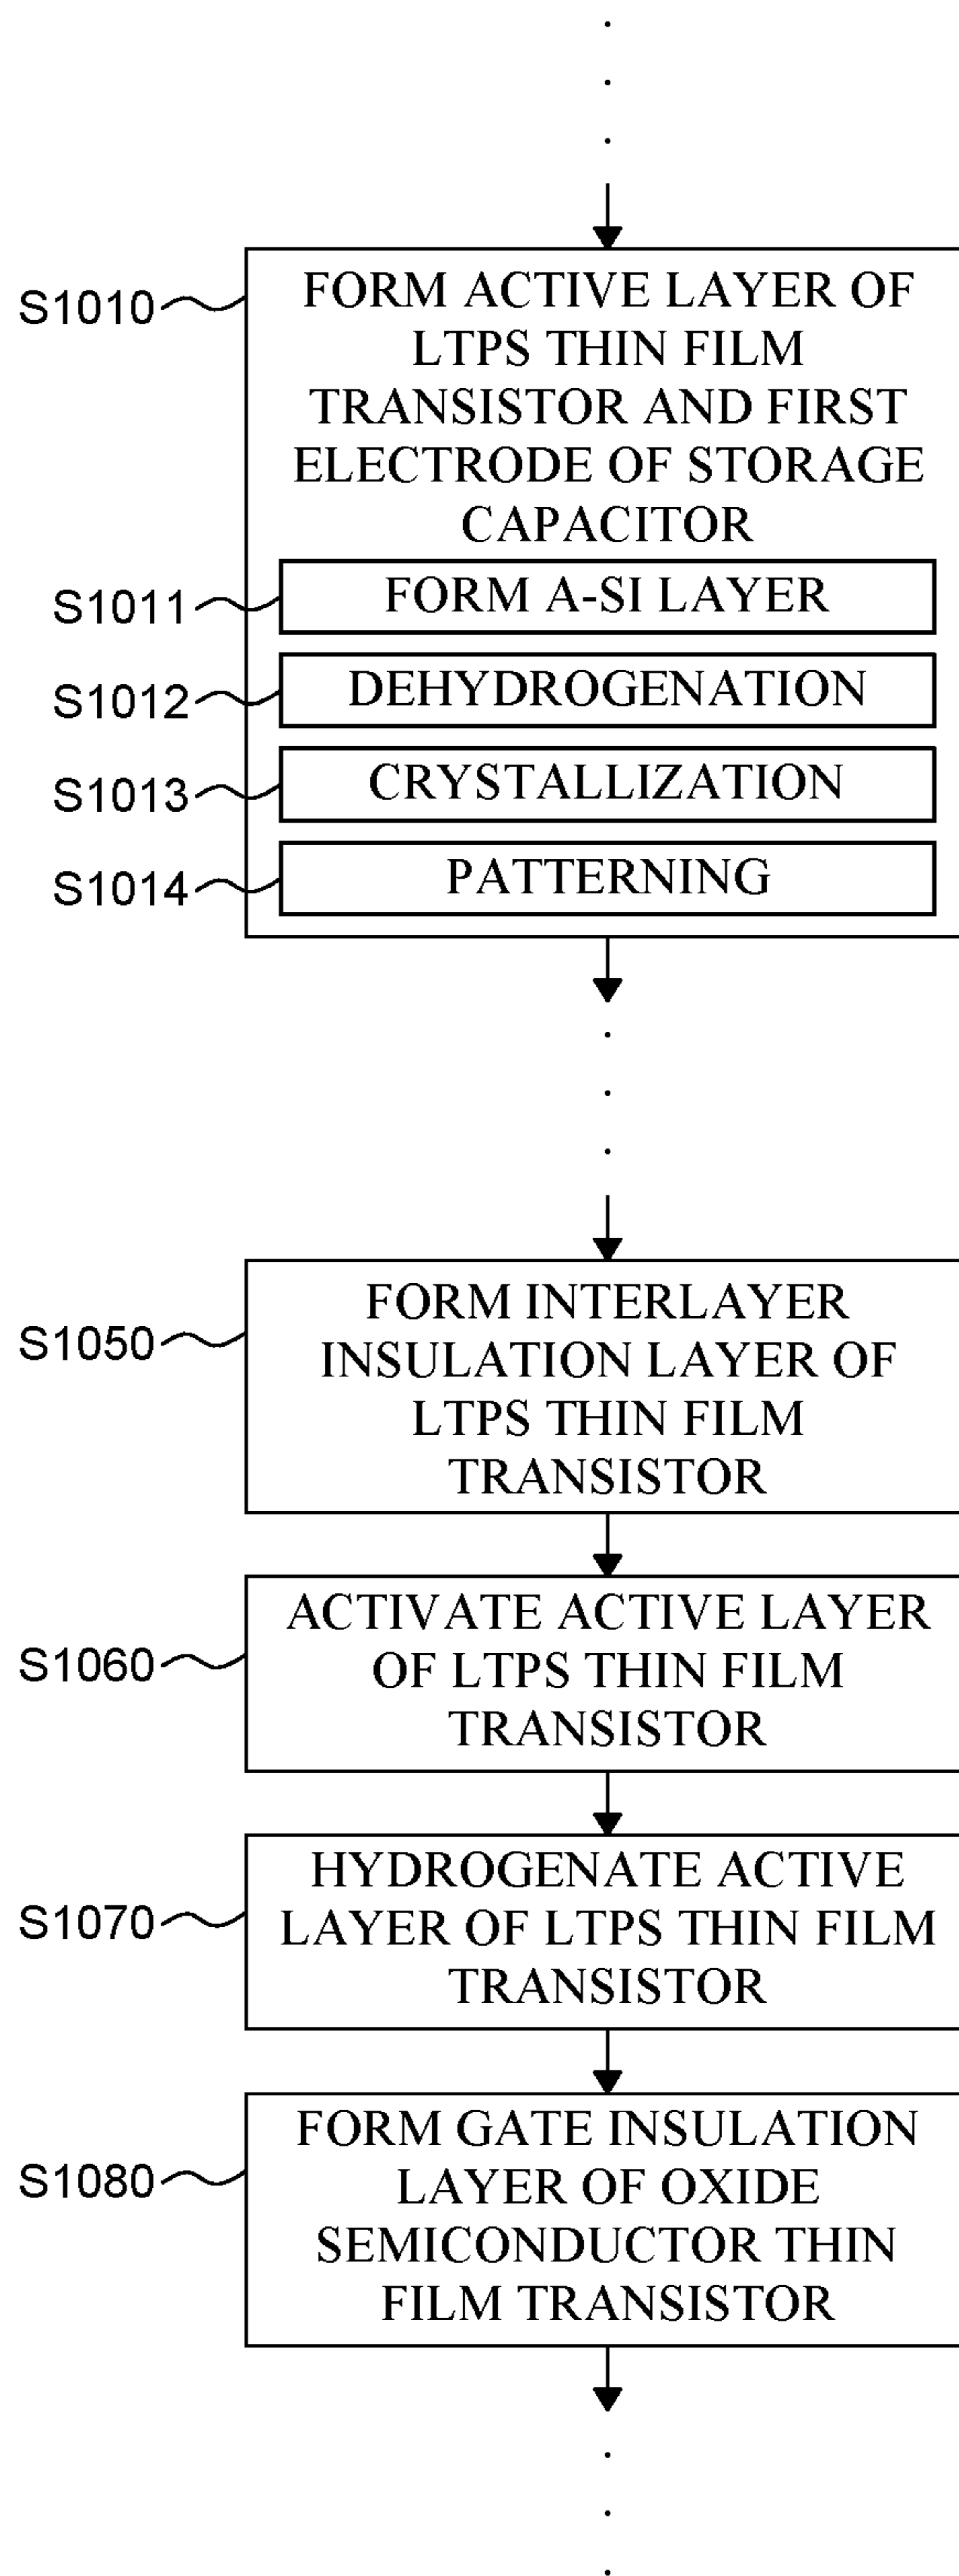 S1010
FORM ACTIVE LAYER OF
LTPS THIN FILM
TRANSISTOR AND FIRST
ELECTRODE OF STORAGE
CAPACITOR
S1011
FORM A-SI LAYER
S1012
DEHYDROGENATION
S1013
CRYSTALLIZATION
S1014
PATTERNING
S1050
FORM INTERLAYER
INSULATION LAYER OF
LTPS THIN FILM
TRANSISTOR
S1060
ACTIVATE ACTIVE LAYER
OF LTPS THIN FILM
TRANSISTOR
S1070
HYDROGENATE ACTIVE
LAYER OF LTPS THIN FILM
TRANSISTOR
S1080
FORM GATE INSULATION
LAYER OF OXIDE
SEMICONDUCTOR THIN
FILM TRANSISTOR